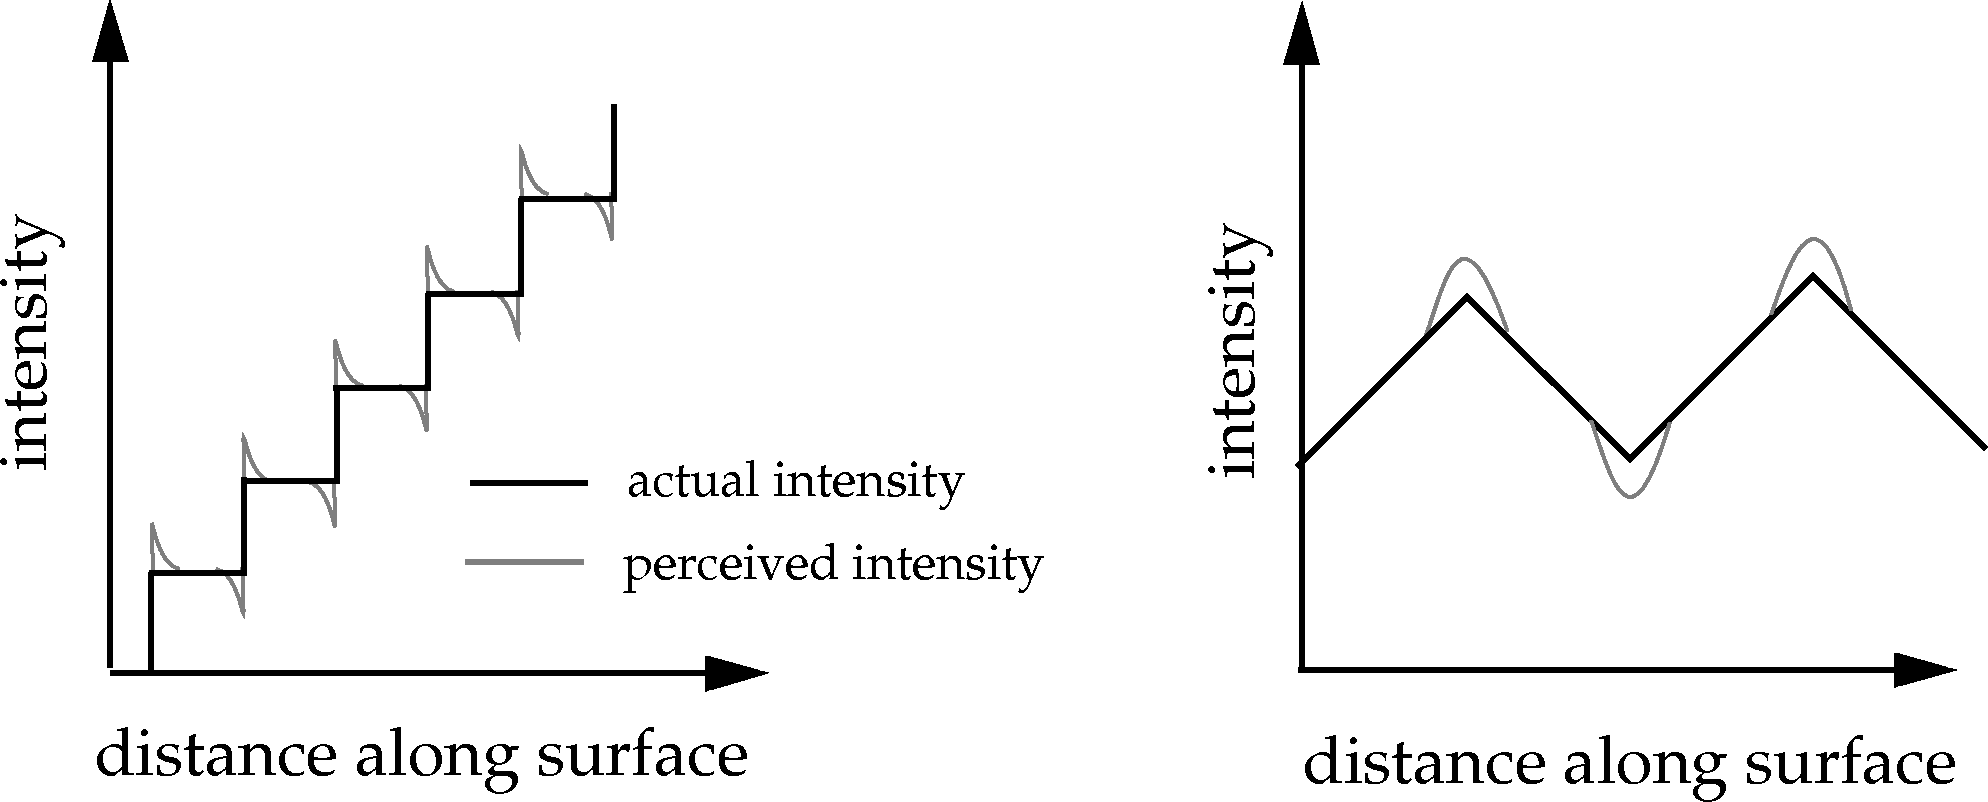 intensity
actual intensity
perceived intensity
distance along surface
intensity
distance along surface